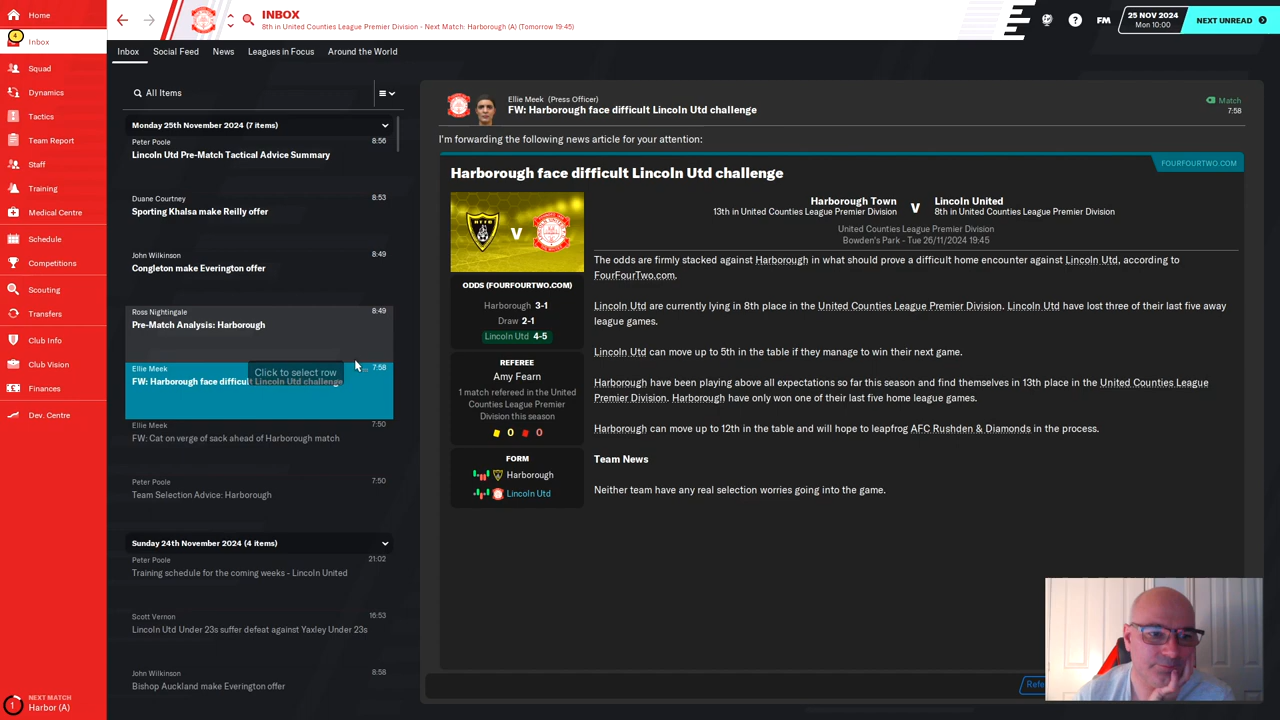 Home
4
Inbox
Squad
Dynamics
Tactics
Team Report
Staff
Training
Medical Centre
Schedule
Competitions
Scouting
Transfers
Club Info
Club Vision
Finances
Dev. Centre
1
NEXT MATCH
Harbor (A)
INBOX
8th in United Counties League Premier Division - Next Match: Harborough (A) (Tomorrow 19:45)
?
FM
25 NOV 2024
Mon 10:00
NEXT UNREAD
Inbox
Social Feed
News
Leagues in Focus
Around the World
All Items
Monday 25th November 2024 (7 items)
Peter Poole 8:56
Lincoln Utd Pre-Match Tactical Advice Summary
Duane Courtney 8:53
Sporting Khalsa make Reilly offer
John Wilkinson 8:49
Congleton make Everington offer
Ross Nightingale 8:49
Pre-Match Analysis: Harborough
Ellie Meek 7:58
Click to select row
FW: Harborough face difficult Lincoln Utd challenge
Ellie Meek 7:50
FW: Cat on verge of sack ahead of Harborough match
Peter Poole 7:50
Team Selection Advice: Harborough
Sunday 24th November 2024 (4 items)
Peter Poole 21:02
Training schedule for the coming weeks - Lincoln United
Scott Vernon 16:53
Lincoln Utd Under 23s suffer defeat against Yaxley Under 23s
John Wilkinson 8:58
Bishop Auckland make Everington offer
Ellie Meek (Press Officer)
FW: Harborough face difficult Lincoln Utd challenge
Match
7:58
I'm forwarding the following news article for your attention:
FOURFOURTWO.COM
Harborough face difficult Lincoln Utd challenge
V
Harborough Town V Lincoln United
13th in United Counties League Premier Division 8th in United Counties League Premier Division
United Counties League Premier Division
Bowden's Park - Tue 26/11/2024 19:45
ODDS (FOURFOURTWO.COM)
Harborough 3-1
Draw 2-1
Lincoln Utd 4-5
REFEREE
Amy Fearn
1 match refereed in the United
Counties League Premier
Division this season
0 0
FORM
Harborough
Lincoln Utd
The odds are firmly stacked against Harborough in what should prove a difficult home encounter against Lincoln Utd, according to
FourFourTwo.com.
Lincoln Utd are currently lying in 8th place in the United Counties League Premier Division. Lincoln Utd have lost three of their last five away
league games.
Lincoln Utd can move up to 5th in the table if they manage to win their next game.
Harborough have been playing above all expectations so far this season and find themselves in 13th place in the United Counties League
Premier Division. Harborough have only won one of their last five home league games.
Harborough can move up to 12th in the table and will hope to leapfrog AFC Rushden & Diamonds in the process.
Team News
Neither team have any real selection worries going into the game.